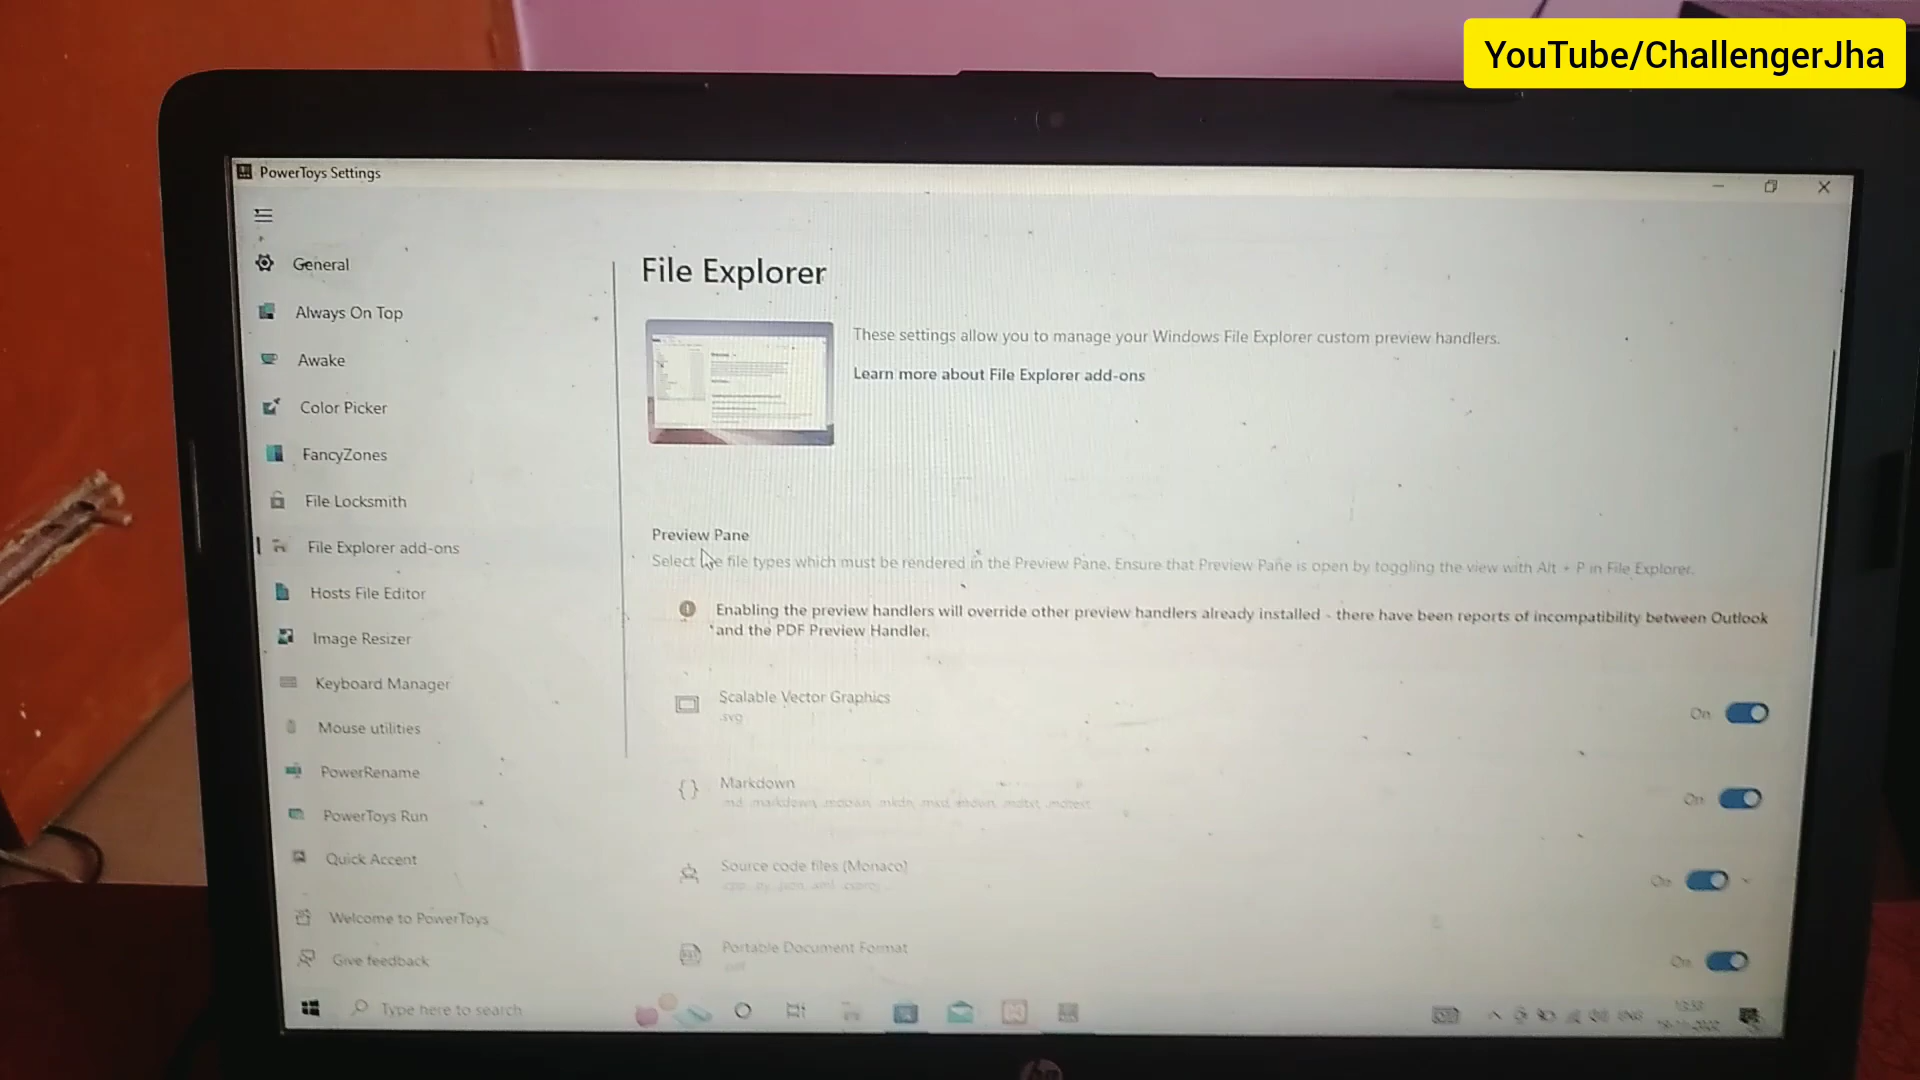 YouTube/ChallengerJha
PowerToys Settings
General
Always On Top
Awake
Color Picker
FancyZones
File Locksmith
File Explorer add-ons
Hosts File Editor
Image Resizer
Keyboard Manager
Mouse utilities
PowerRename
PowerToys Run
Quick Accent
Welcome to PowerToys
Give feedback
File Explorer
These settings allow you to manage your Windows File Explorer custom preview handlers.
Learn more about File Explorer add-ons
Preview Pane
Select file types which must be rendered in the Preview Pane. Ensure that Preview Pane is open by toggling the view with Alt + P in File Explorer.
Enabling the preview handlers will override other preview handlers already installed - there have been reports of incompatibility between Outlook
and the PDF Preview Handler.
Scalable Vector Graphics
.svg
On
Markdown
.md, .markdown,
On
Source code files (Monaco)
On
Portable Document Format
.pdf
On
Type here to search
ENG
hp